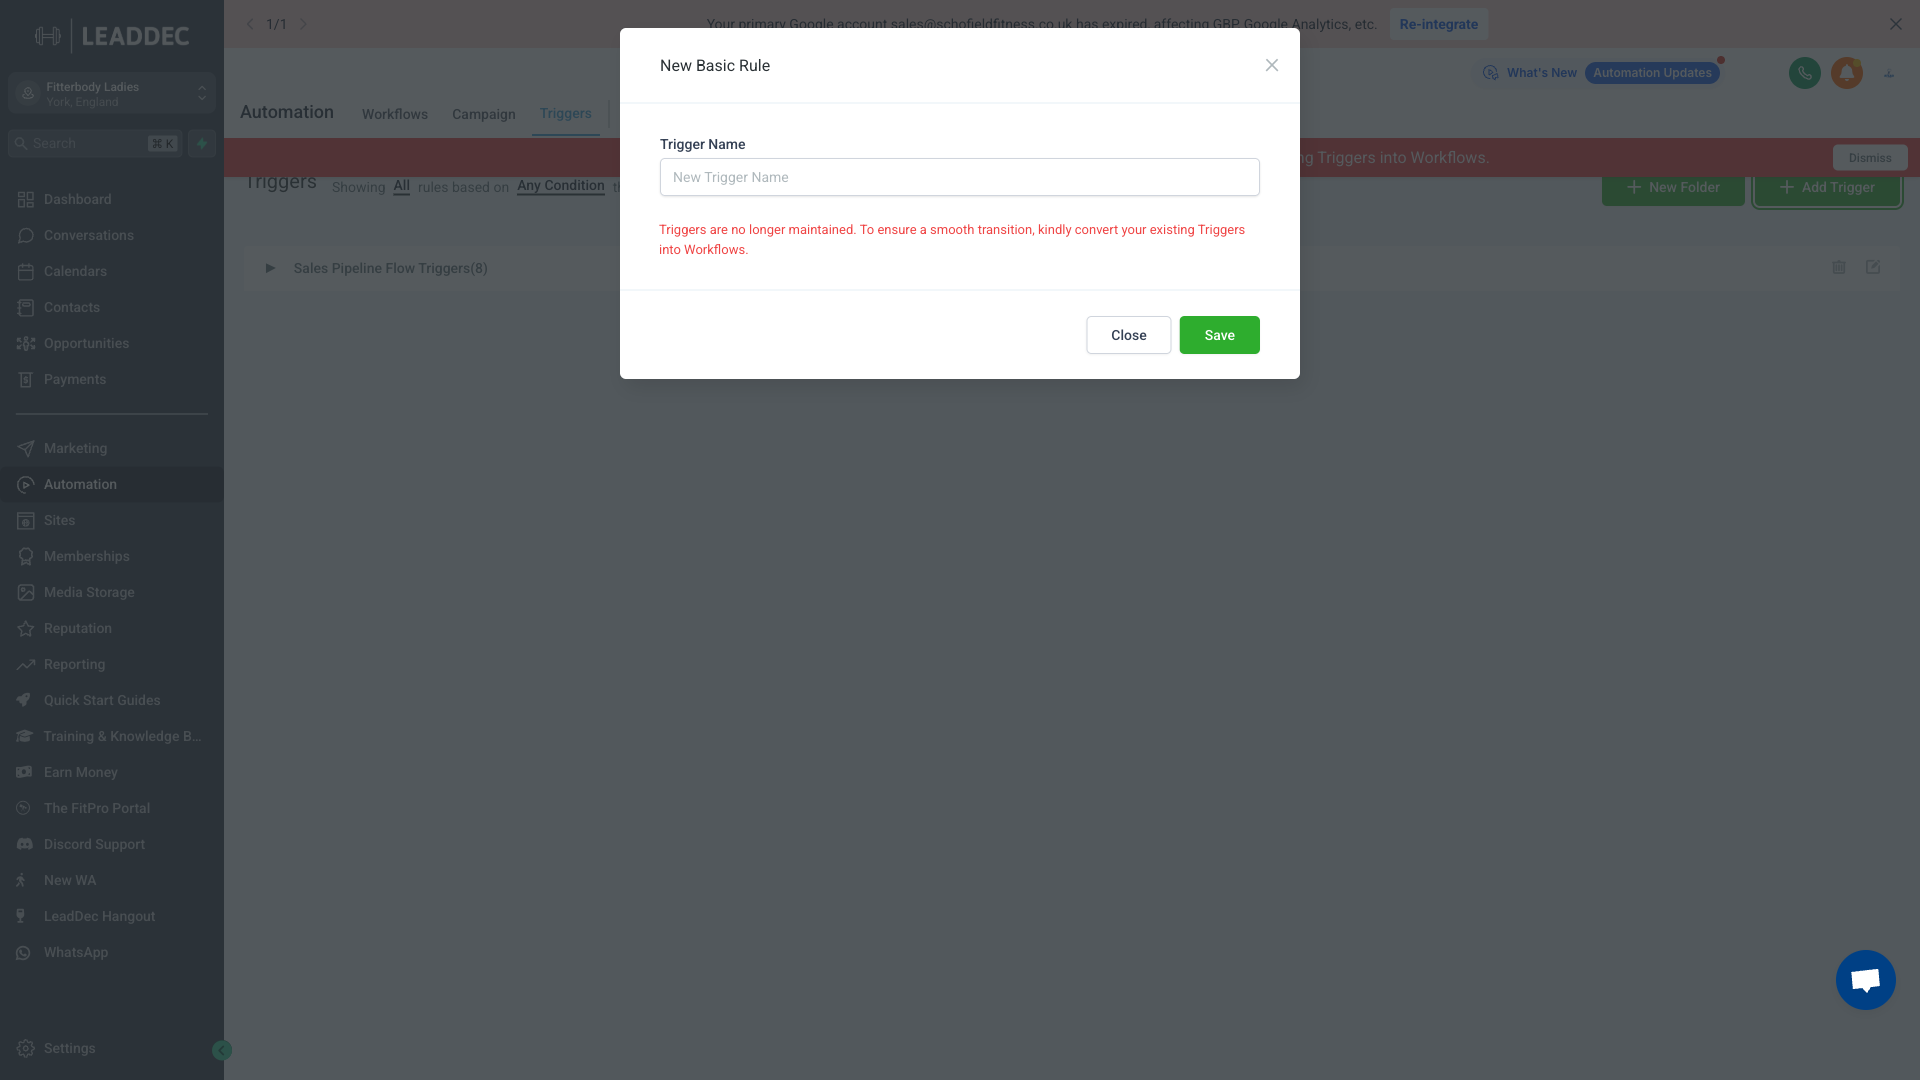 1/1
Your primary Google account sales@schofieldfitness.co.uk has expired, affecting GBP, Google Analytics, etc.
Re-integrate
LEADDEC
Fitterbody Ladies
York, England
Search
⌘ K
What's New
Automation Updates
Automation
Workflows
Campaign
Triggers
ng Triggers into Workflows.
Dismiss
Triggers
Showing All rules based on Any Condition
New Folder
Add Trigger
Sales Pipeline Flow Triggers(8)
New Basic Rule
Trigger Name
New Trigger Name
Triggers are no longer maintained. To ensure a smooth transition, kindly convert your existing Triggers
into Workflows.
Close
Save
Dashboard
Conversations
Calendars
Contacts
Opportunities
Payments
Marketing
Automation
Sites
Memberships
Media Storage
Reputation
Reporting
Quick Start Guides
Training & Knowledge B...
Earn Money
The FitPro Portal
Discord Support
New WA
LeadDec Hangout
WhatsApp
Settings